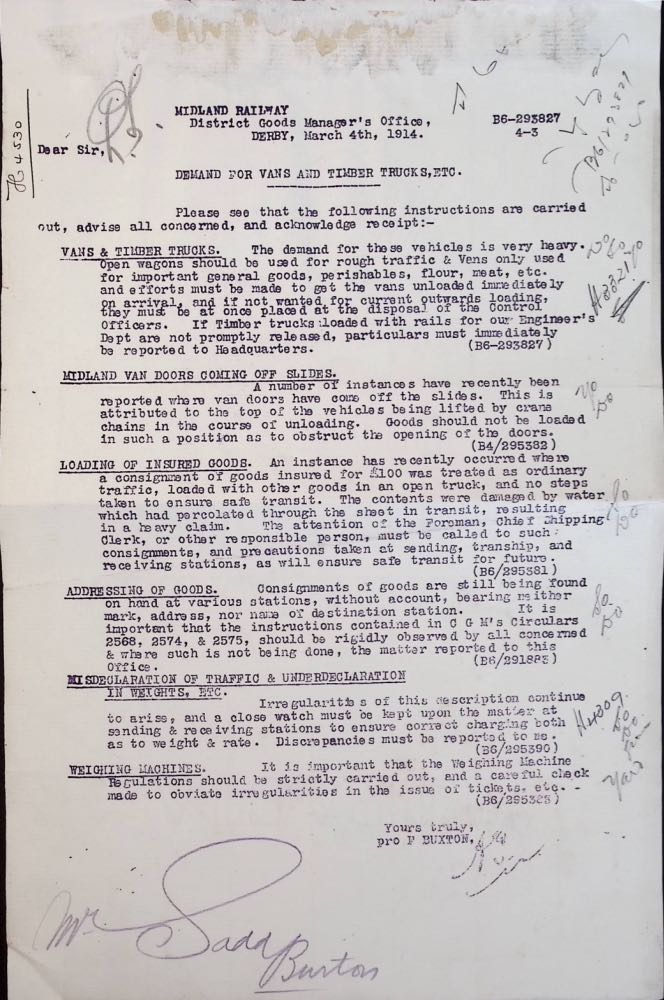 H 4530
MIDLAND RAILWAY
District Goods Manager's Office,
B6-293827
DERBY, March 4th, 1914.
4-3
Dear Sir,
DEMAND FOR VANS AND TIMBER TRUCKS,ETC.
Please see that the following instructions are carried
out, advise all concerned, and acknowledge receipt:-
VANS & TIMBER TRUCKS. The demand for these vehicles is very heavy.
Open wagons should be used for rough traffic & Vans only used
for important general goods, perishables, flour, meat, etc.
and efforts must be made to get the vans unloaded immediately
on arrival, and if not wanted for current outwards loading,
they must be at once placed at the disposal of the Control
Officers. If Timber trucks loaded with rails for our Engineer's
Dept are not promptly released, particulars must immediately
be reported to Headquarters. (B6-293827)
MIDLAND VAN DOORS COMING OFF SLIDES.
A number of instances have recently been
reported where van doors have come off the slides. This is
attributed to the top of the vehicles being lifted by crane
chains in the course of unloading. Goods should not be loaded
in such a position as to obstruct the opening of the doors.
(B4/295382)
LOADING OF INSURED GOODS. An instance has recently occurred where
a consignment of goods insured for £100 was treated as ordinary
traffic, loaded with other goods in an open truck, and no steps
taken to ensure safe transit. The contents were damaged by water
which had percolated through the sheet in transit, resulting
in a heavy claim. The attention of the Foreman, Chief Shipping
Clerk, or other responsible person, must be called to such
consignments, and precautions taken at sending, tranship, and
receiving stations, as will ensure safe transit for future.
(B6/295381)
ADDRESSING OF GOODS. Consignments of goods are still being found
on hand at various stations, without account, bearing neither
mark, address, nor name of destination station. It is
important that the instructions contained in C G M's Circulars
2568, 2574, & 2575, should be rigidly observed by all concerned
& where such is not being done, the matter reported to this
Office. (B6/291883)
MISDECLARATION OF TRAFFIC & UNDERDECLARATION
IN WEIGHTS, ETC.
Irregularities of this description continue
to arise, and a close watch must be kept upon the matter at
sending & receiving stations to ensure correct charging both
as to weight & rate. Discrepancies must be reported to me.
(B6/295390)
WEIGHING MACHINES. It is important that the Weighing Machine
Regulations should be strictly carried out, and a careful check
made to obviate irregularities in the issue of tickets, etc. -
(B6/295383)
Yours truly,
pro F BUXTON,
Mr Sadd
Burton